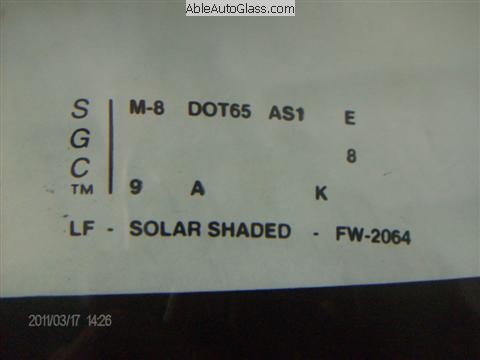 AbleAutoGlass.com
S M-8 DOT65 AS1 E
G 8
C
™ 9 A K
LF - SOLAR SHADED - FW-2064
2011/03/17 14:26